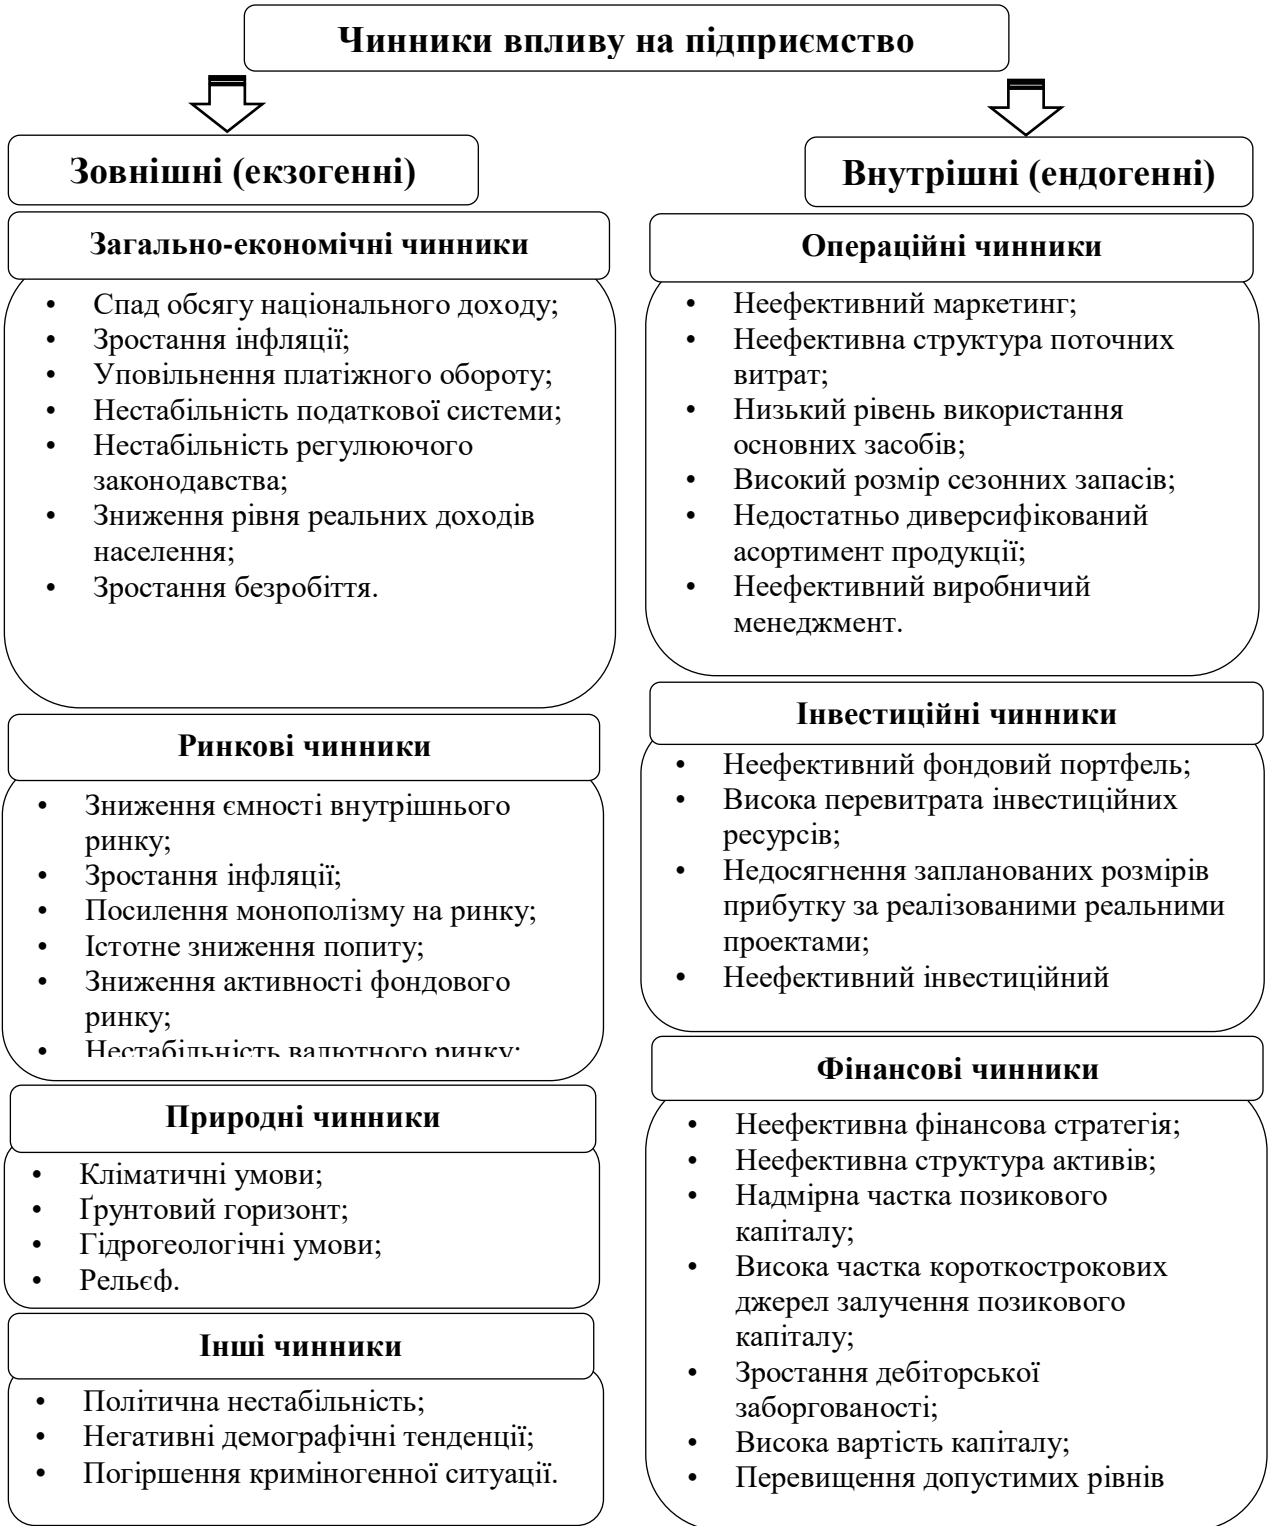 Чинники впливу на підприємство
Зовнішні (екзогенні)
Загально-економічні чинники
• Спад обсягу національного доходу;
• Зростання інфляції;
• Уповільнення платіжного обороту;
• Нестабільність податкової системи;
• Нестабільність регулюючого
законодавства;
• Зниження рівня реальних доходів
населення;
• Зростання безробіття.
Ринкові чинники
• Зниження ємності внутрішнього
ринку;
• Зростання інфляції;
• Посилення монополізму на ринку;
• Істотне зниження попиту;
• Зниження активності фондового
ринку;
• Нестабільність валютного ринку;
Природні чинники
• Кліматичні умови;
• Ґрунтовий горизонт;
• Гідрогеологічні умови;
• Рельєф.
Інші чинники
• Політична нестабільність;
• Негативні демографічні тенденції;
• Погіршення криміногенної ситуації.
Внутрішні (ендогенні)
Операційні чинники
• Неефективний маркетинг;
• Неефективна структура поточних
витрат;
• Низький рівень використання
основних засобів;
• Високий розмір сезонних запасів;
• Недостатньо диверсифікований
асортимент продукції;
• Неефективний виробничий
менеджмент.
Інвестиційні чинники
• Неефективний фондовий портфель;
• Висока перевитрата інвестиційних
ресурсів;
• Недосягнення запланованих розмірів
прибутку за реалізованими реальними
проектами;
• Неефективний інвестиційний
Фінансові чинники
• Неефективна фінансова стратегія;
• Неефективна структура активів;
• Надмірна частка позикового
капіталу;
• Висока частка короткострокових
джерел залучення позикового
капіталу;
• Зростання дебіторської
заборгованості;
• Висока вартість капіталу;
• Перевищення допустимих рівнів